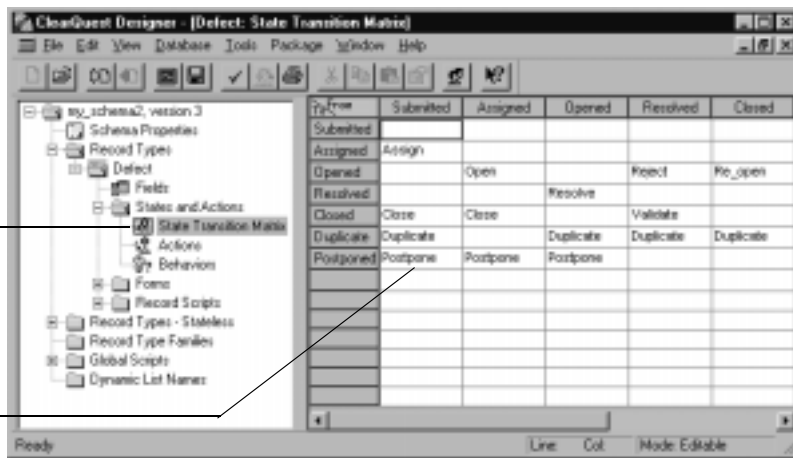 ClearQuest Designer - [Defect: State Transition Matrix]
File Edit View Database Tools Package Window Help
my_schema2, version 3
Schema Properties
Record Types
Defect
Fields
States and Actions
State Transition Matrix
Actions
Behaviors
Forms
Record Scripts
Record Types - Stateless
Record Type Families
Global Scripts
Dynamic List Names
From Submitted Assigned Opened Resolved Closed
Submitted
Assigned Assign
Opened Open Reject Re_open
Resolved Resolve
Closed Close Close Validate
Duplicate Duplicate Duplicate Duplicate Duplicate
Postponed Postpone Postpone Postpone
Ready Line: Col: Mode: Editable